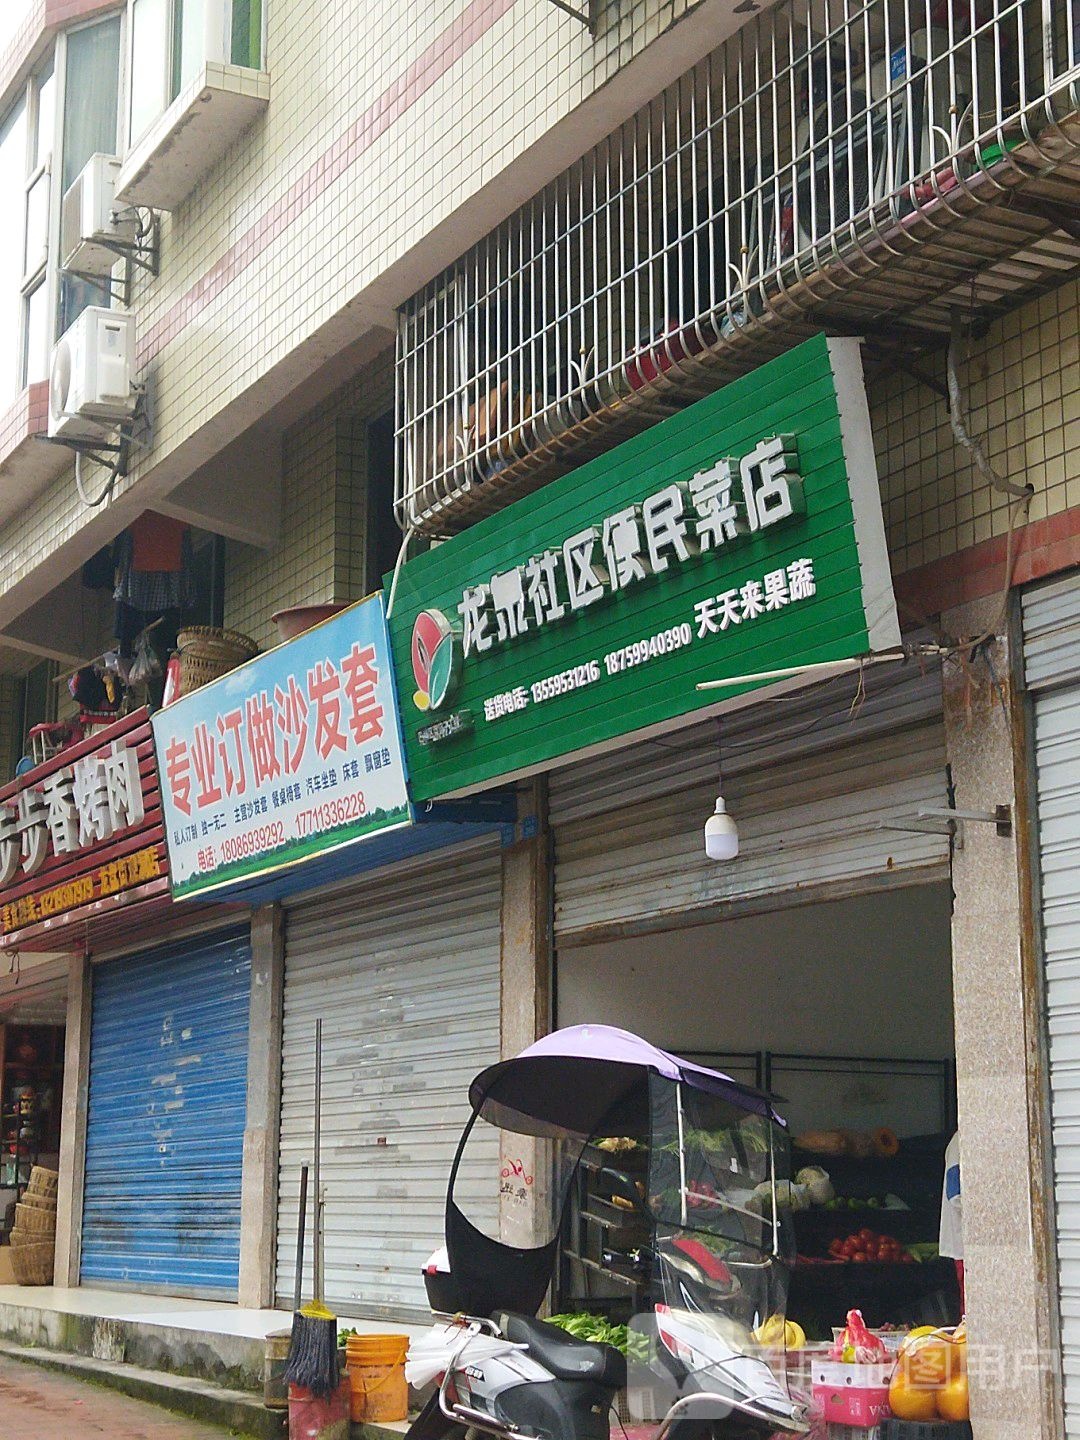 龙泉社区便民菜店
送货电话：13559531216 18759940390 天天来果蔬
专业订做沙发套
私人订制 独一无二 主营沙发套 餐桌椅套 汽车坐垫 床套 飘窗垫
电话：18086939292 17711336228
步步香烤肉